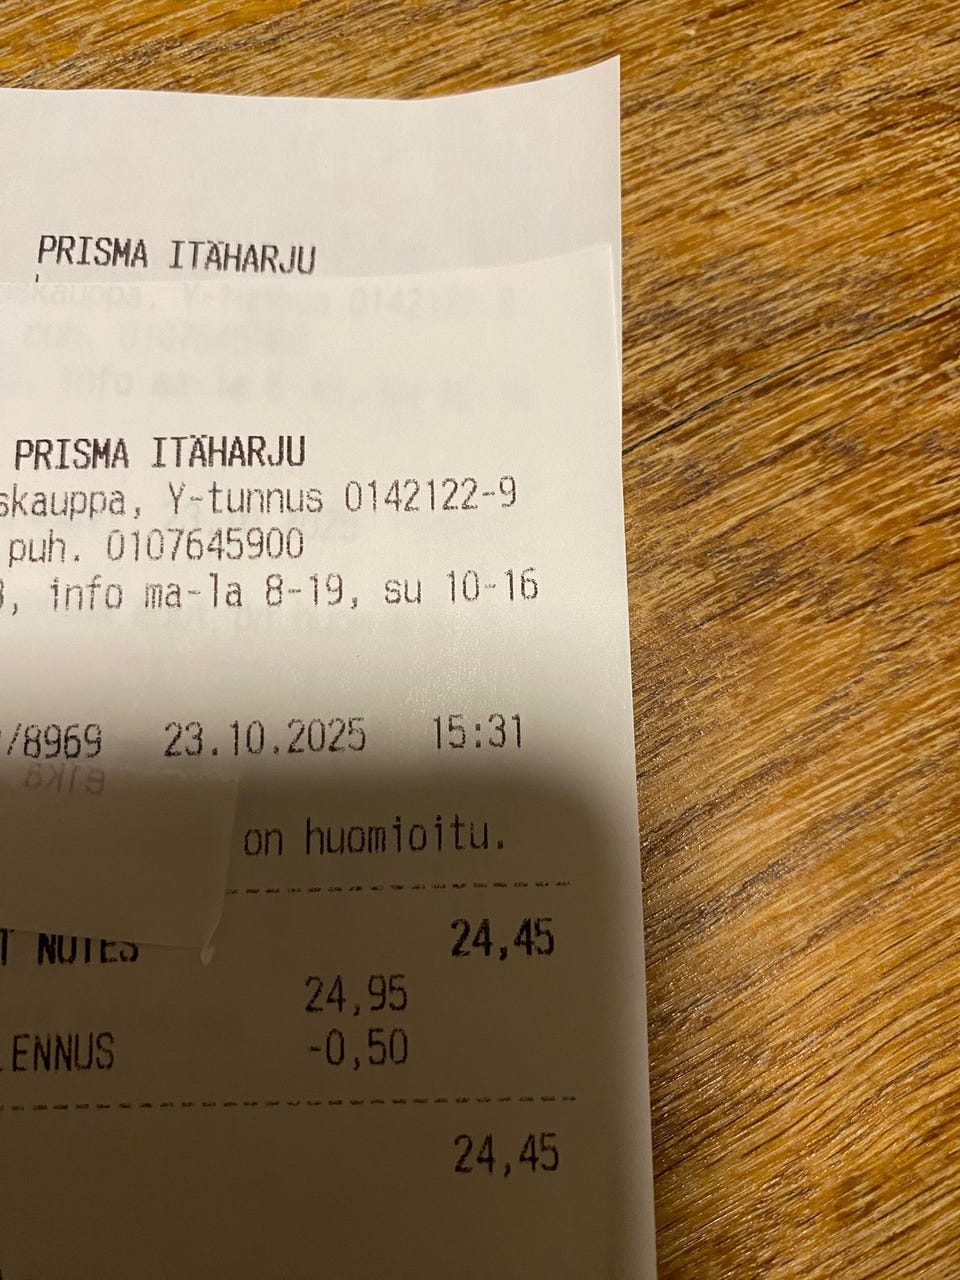 PRISMA ITÄHARJU
PRISMA ITÄHARJU
skauppa, Y-tunnus 0142122-9
puh. 0107645900
, info ma-la 8-19, su 10-16
/8969 23.10.2025 15:31
eikä
on huomioitu.
T NOTES 24,45
24,95
ENNUS -0,50
24,45